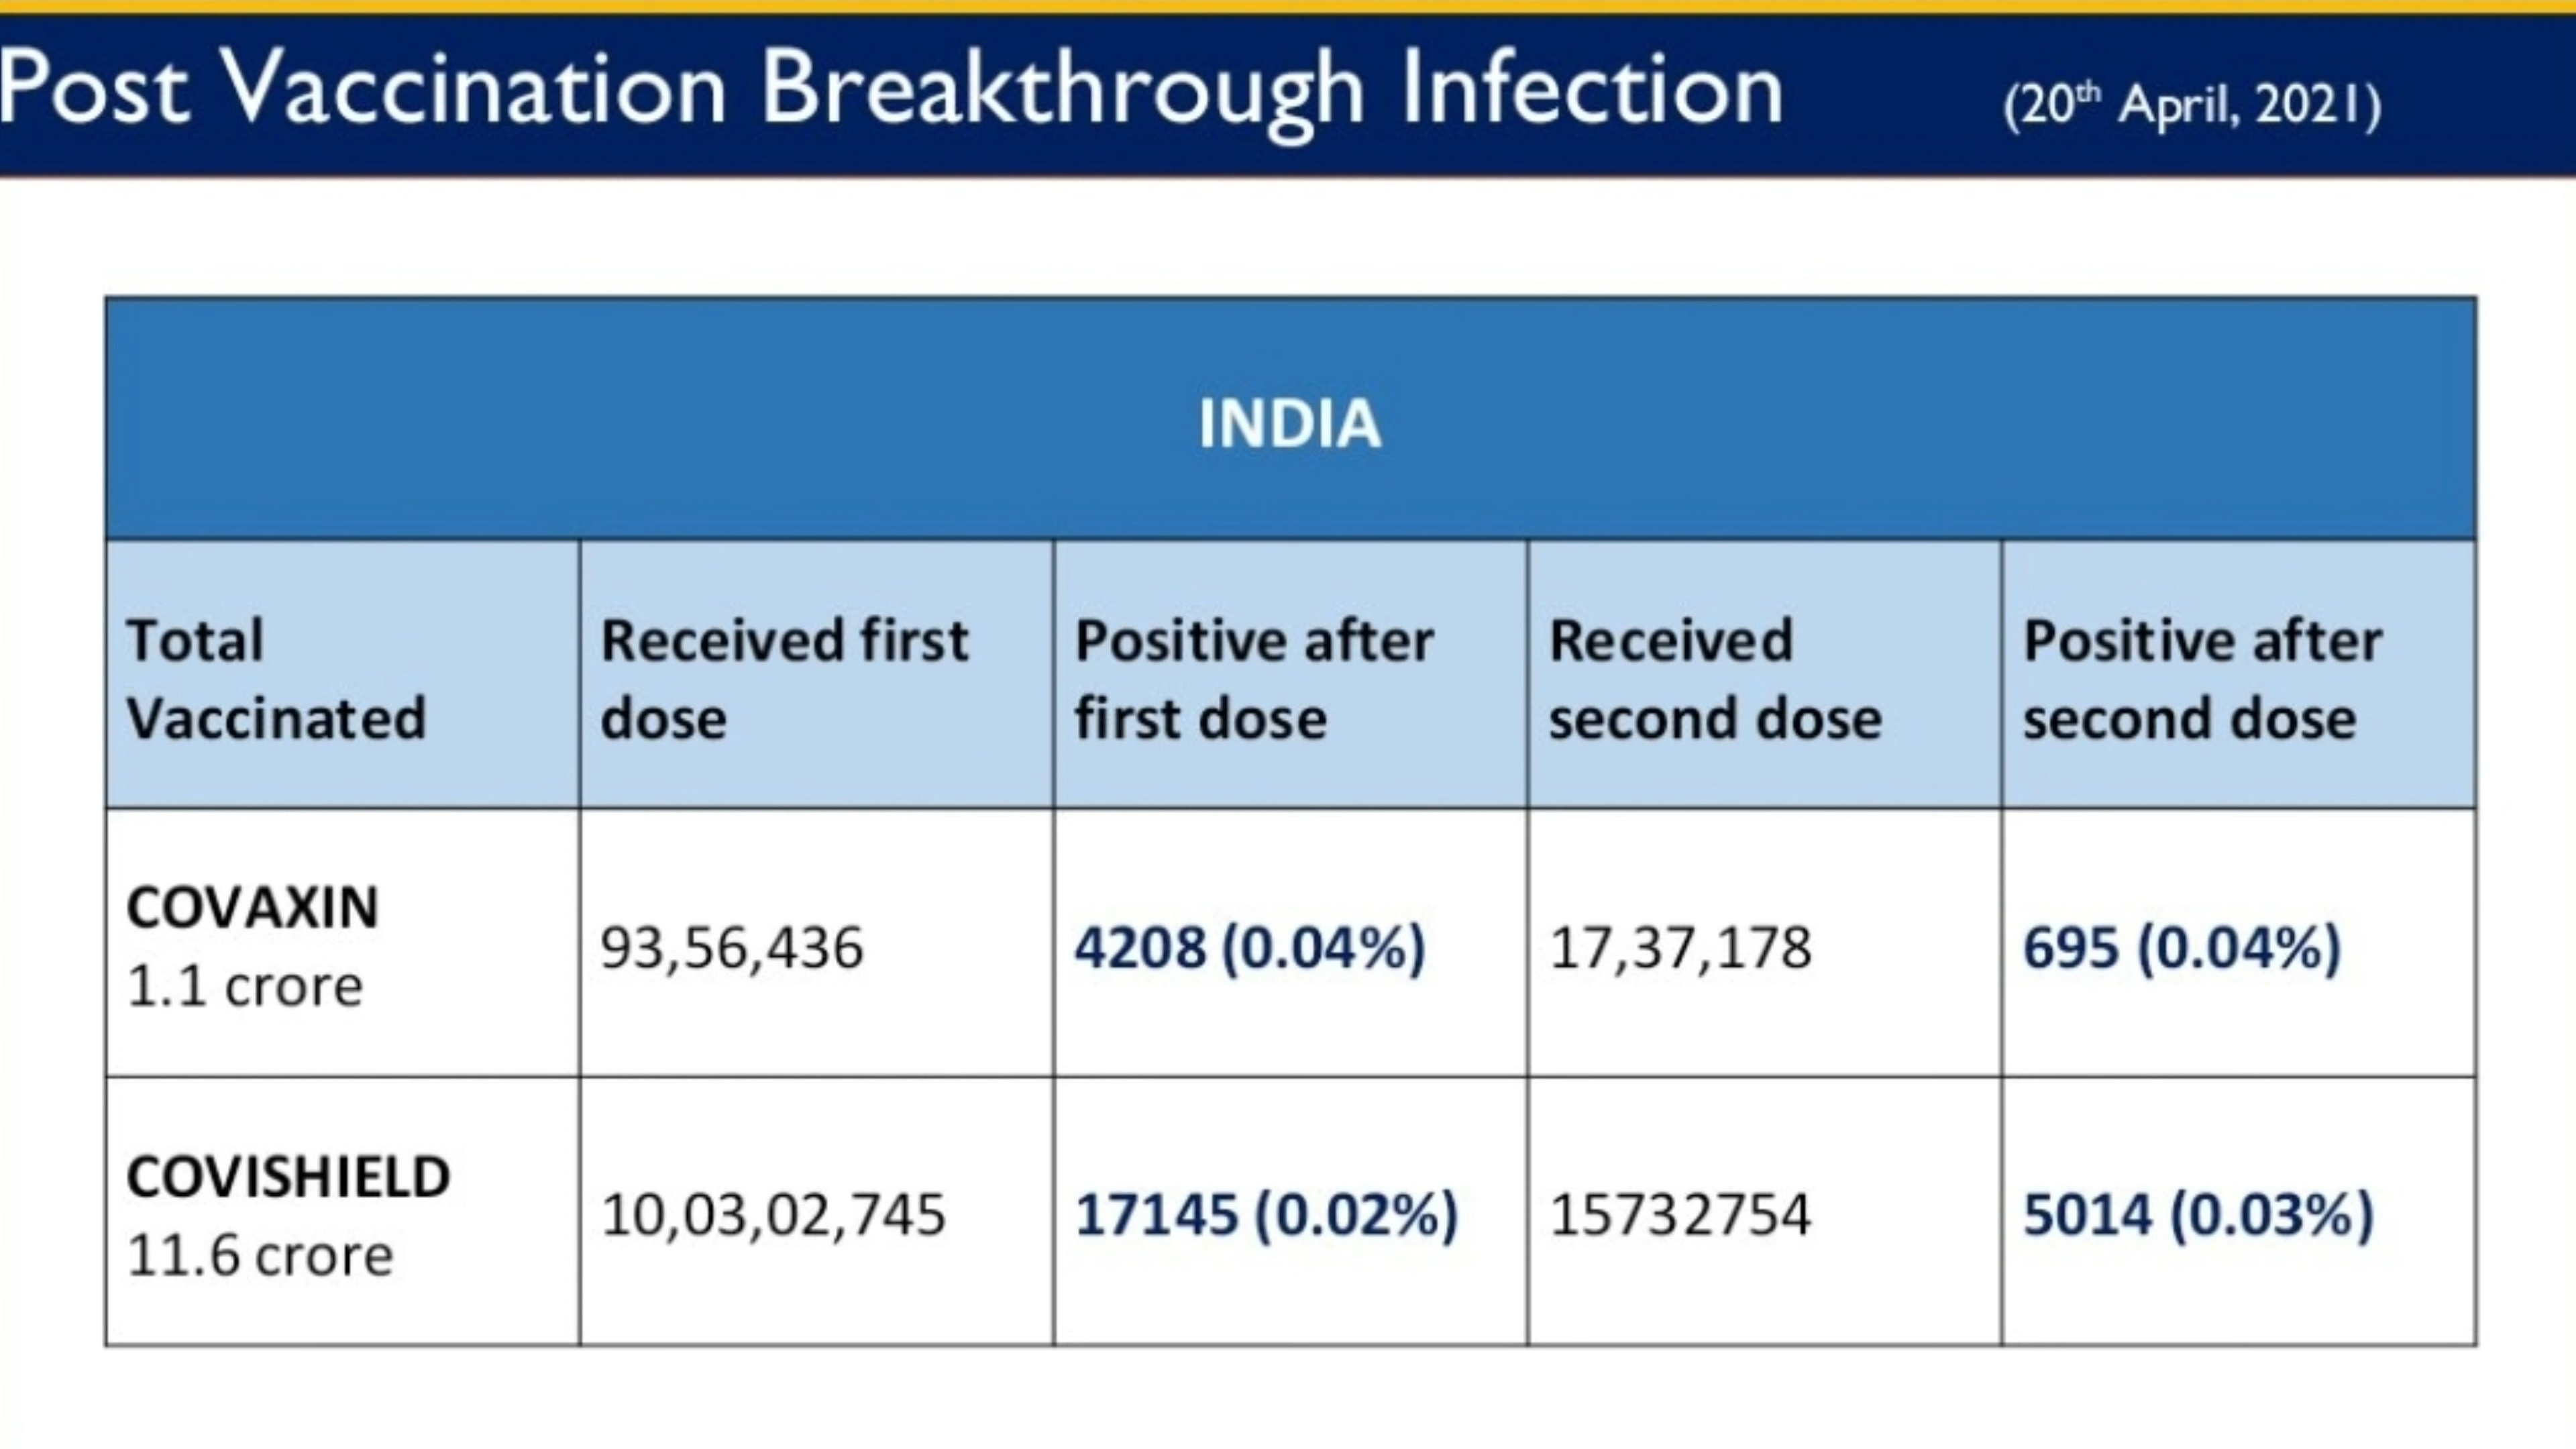 Post Vaccination Breakthrough Infection (20th April, 2021)
INDIA
Total Vaccinated
Received first dose
Positive after first dose
Received second dose
Positive after second dose
COVAXIN
1.1 crore
93,56,436
4208 (0.04%)
17,37,178
695 (0.04%)
COVISHIELD
11.6 crore
10,03,02,745
17145 (0.02%)
15732754
5014 (0.03%)